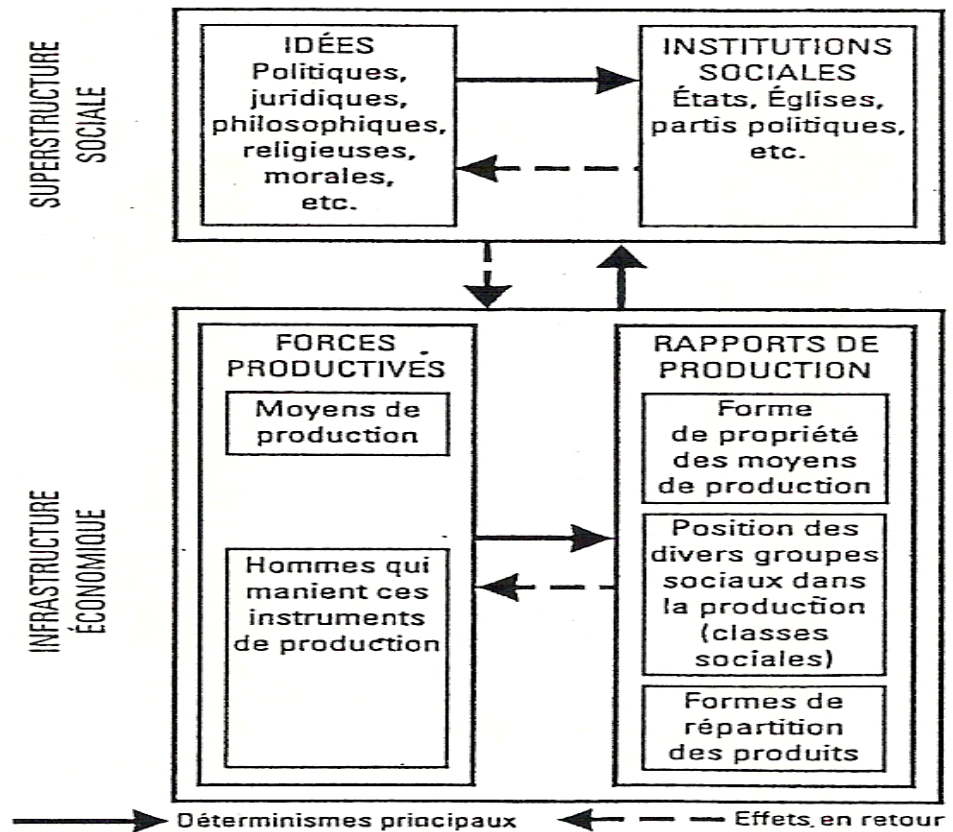 SUPERSTRUCTURE
SOCIALE
IDÉES
Politiques,
juridiques,
philosophiques,
religieuses,
morales,
etc.
INSTITUTIONS
SOCIALES
États, Églises,
partis politiques,
etc.
INFRASTRUCTURE
ÉCONOMIQUE
FORCES
PRODUCTIVES
Moyens de
production
Hommes qui
manient ces
instruments
de production
RAPPORTS DE
PRODUCTION
Forme
de propriété
des moyens
de production
Position des
divers groupes
sociaux dans
la production
(classes
sociales)
Formes de
répartition
des produits
Déterminismes principaux
Effets en retour